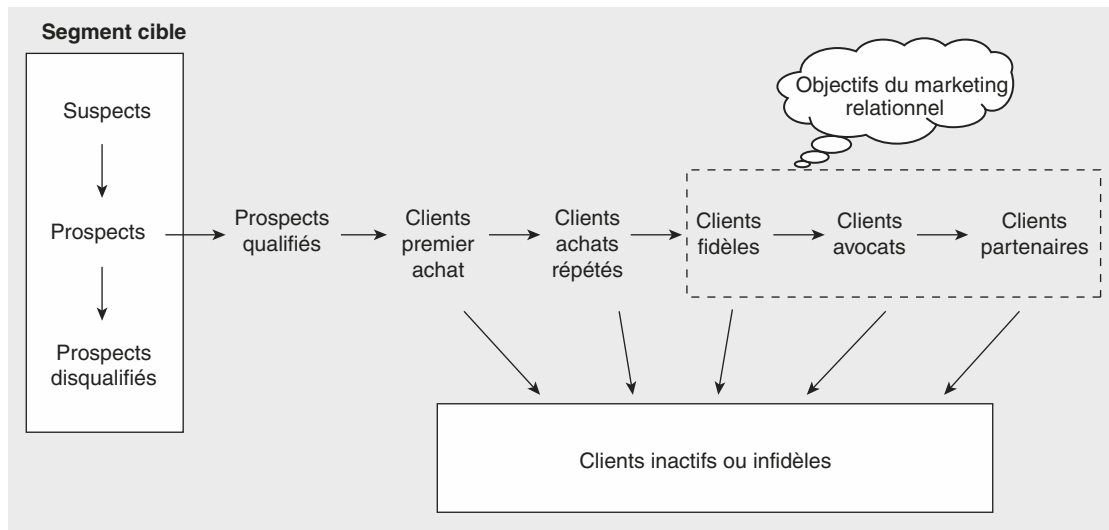 Segment cible
Objectifs du marketing
relationnel
Suspects
Prospects
Prospects
disqualifiés
Prospects
qualifiés
Clients
premier
achat
Clients
achats
répétés
Clients
fidèles
Clients
avocats
Clients
partenaires
Clients inactifs ou infidèles